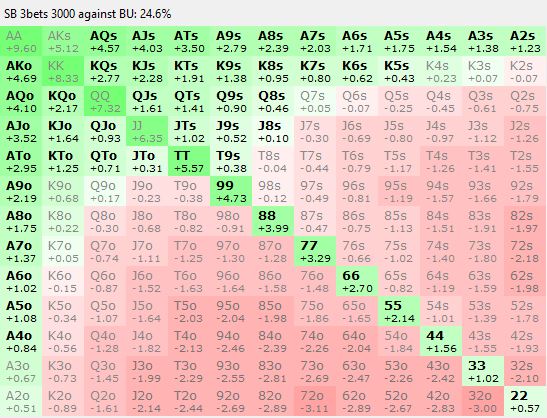 SB 3bets 3000 against BU: 24.6%
AA AKs AQs AJs ATs A9s A8s A7s A6s A5s A4s A3s A2s
+9.60 +5.12 +4.57 +4.03 +3.50 +2.79 +2.39 +2.03 +1.71 +1.75 +1.54 +1.38 +1.23
AKo KK KQs KJs KTs K9s K8s K7s K6s K5s K4s K3s K2s
+4.69 +8.33 +2.77 +2.28 +1.91 +1.38 +0.95 +0.80 +0.62 +0.43 +0.23 +0.07 -0.07
AQo KQo QQ QJs QTs Q9s Q8s Q7s Q6s Q5s Q4s Q3s Q2s
+4.10 +2.17 +7.32 +1.61 +1.41 +0.90 +0.46 +0.05 -0.07 -0.25 -0.45 -0.61 -0.75
AJo KJo QJo JJ JTs J9s J8s J7s J6s J5s J4s J3s J2s
+3.52 +1.64 +0.93 +6.35 +1.02 +0.52 +0.10 -0.30 -0.69 -0.80 -0.97 -1.12 -1.26
ATo KTo QTo JTo TT T9s T8s T7s T6s T5s T4s T3s T2s
+2.95 +1.25 +0.71 +0.31 +5.57 +0.38 -0.04 -0.44 -0.79 -1.17 -1.26 -1.41 -1.55
A9o K9o Q9o J9o T9o 99 98s 97s 96s 95s 94s 93s 92s
+2.19 +0.68 +0.17 -0.23 -0.38 +4.73 -0.12 -0.49 -0.81 -1.19 -1.57 -1.66 -1.79
A8o K8o Q8o J8o T8o 98o 88 87s 86s 85s 84s 83s 82s
+1.75 +0.22 -0.30 -0.68 -0.81 -0.91 +3.99 -0.47 -0.75 -1.13 -1.51 -1.91 -1.97
A7o K7o Q7o J7o T7o 97o 87o 77 76s 75s 74s 73s 72s
+1.37 +0.05 -0.74 -1.11 -1.25 -1.30 -1.28 +3.29 -0.66 -1.02 -1.40 -1.80 -2.18
A6o K6o Q6o J6o T6o 96o 86o 76o 66 65s 64s 63s 62s
+1.02 -0.15 -0.87 -1.52 -1.63 -1.64 -1.58 -1.48 +2.70 -0.82 -1.19 -1.59 -1.98
A5o K5o Q5o J5o T5o 95o 85o 75o 65o 55 54s 53s 52s
+1.08 -0.34 -1.07 -1.64 -2.03 -2.04 -1.98 -1.86 -1.65 +2.14 -1.01 -1.39 -1.78
A4o K4o Q4o J4o T4o 94o 84o 74o 64o 54o 44 43s 42s
+0.84 -0.56 -1.28 -1.82 -2.13 -2.46 -2.39 -2.26 -2.04 -1.84 +1.56 -1.55 -1.93
A3o K3o Q3o J3o T3o 93o 83o 73o 63o 53o 43o 33 32s
+0.67 -0.73 -1.45 -1.99 -2.29 -2.55 -2.81 -2.69 -2.47 -2.26 -2.42 +1.02 -2.10
A2o K2o Q2o J2o T2o 92o 82o 72o 62o 52o 42o 32o 22
+0.51 -0.89 -1.61 -2.14 -2.44 -2.69 -2.87 -3.11 -2.89 -2.67 -2.83 -3.00 +0.57